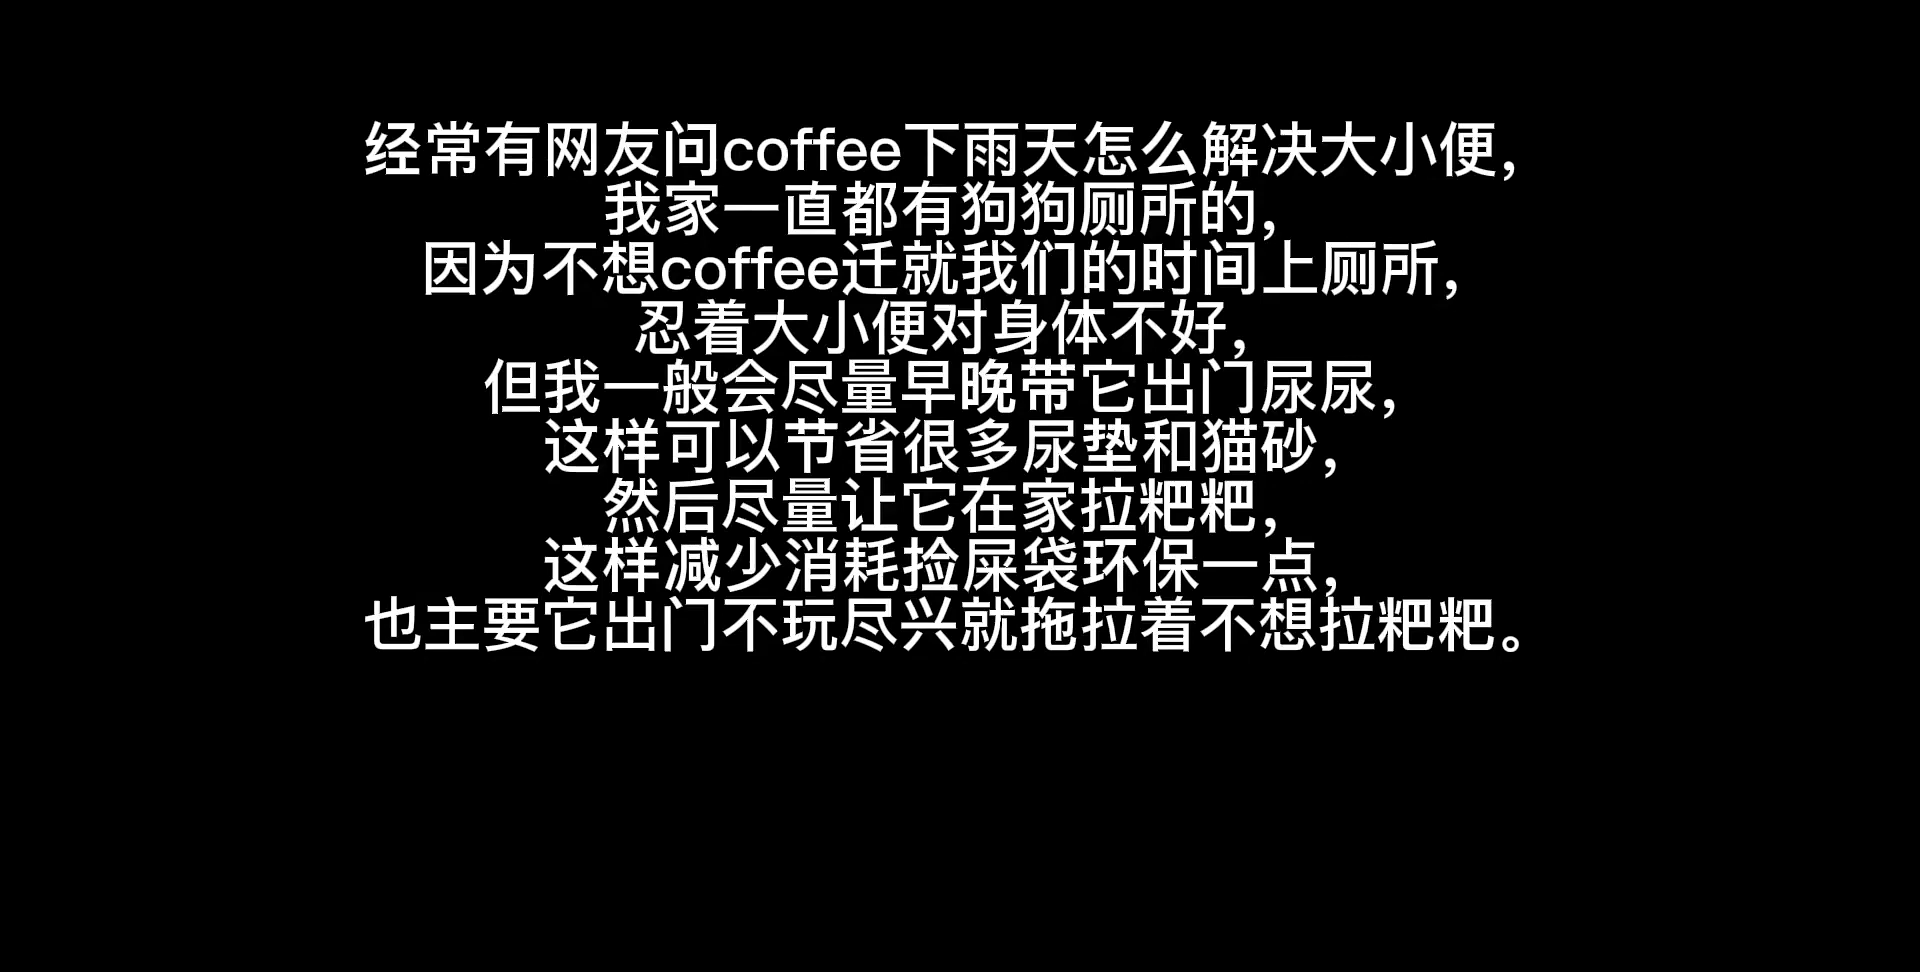 经常有网友问coffee下雨天怎么解决大小便，
我家一直都有狗狗厕所的，
因为不想coffee迁就我们的时间上厕所，
忍着大小便对身体不好，
但我一般会尽量早晚带它出门尿尿，
这样可以节省很多尿垫和猫砂，
然后尽量让它在家拉粑粑，
这样减少消耗捡屎袋环保一点，
也主要它出门不玩尽兴就拖拉着不想拉粑粑。